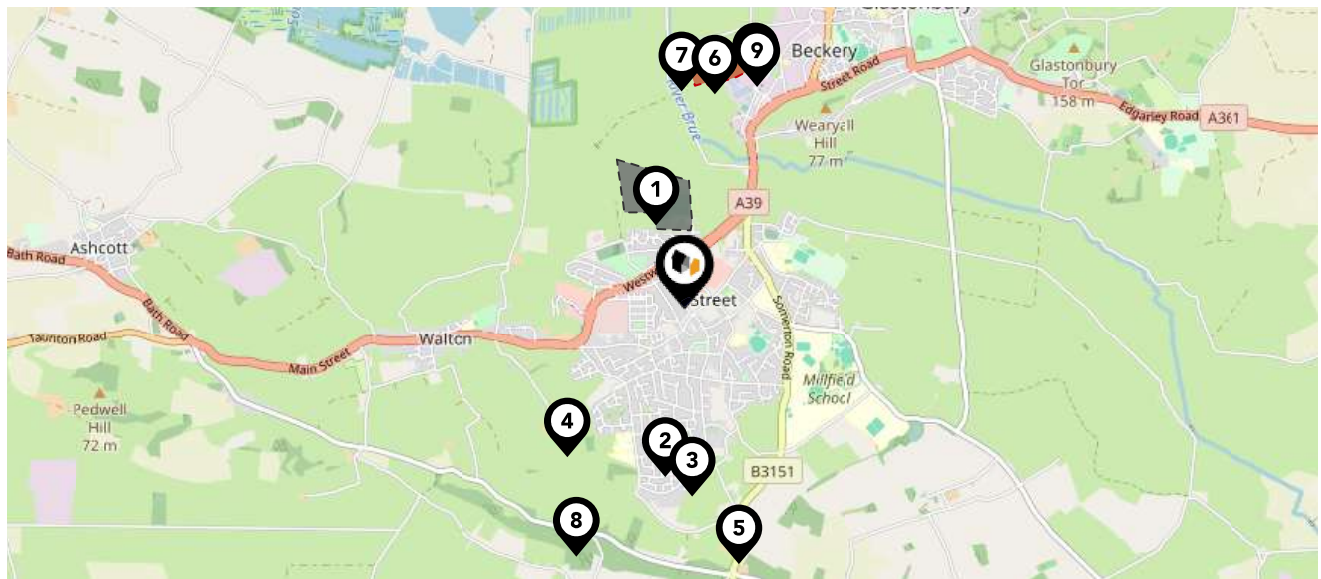 Glastonbury
7
6
9
Beckery
Street Road
Glastonbury
Tor
158 m
Edgarley Road
A361
River Brue
Wearyall
Hill
77 m
1
A39
Ashcott
Bath Road
Street
Somerton Road
Bath Road
Taunton Road
Walton
Main Street
Millfield
School
Pedwell
Hill
72 m
4
2
3
B3151
8
5